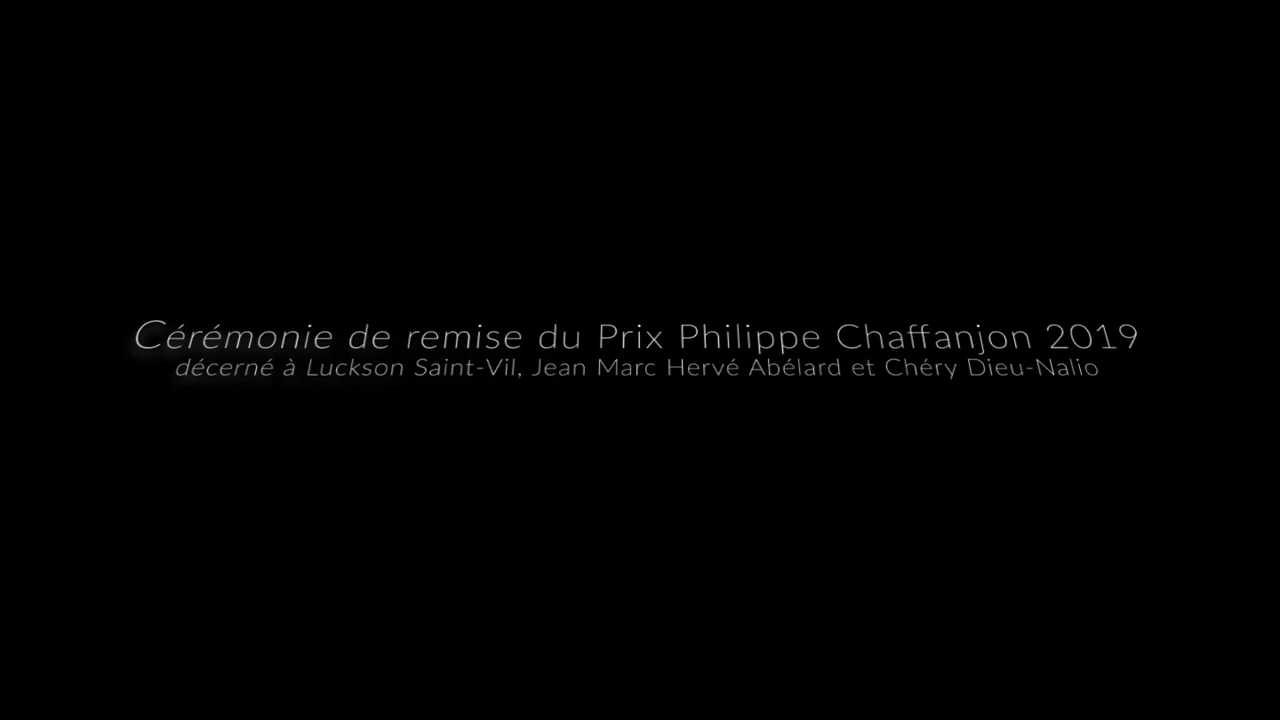 Cérémonie de remise du Prix Philippe Chaffanjon 2019
décerné à Luckson Saint-Vil, Jean Marc Hervé Abélard et Chéry Dieu-Nalio